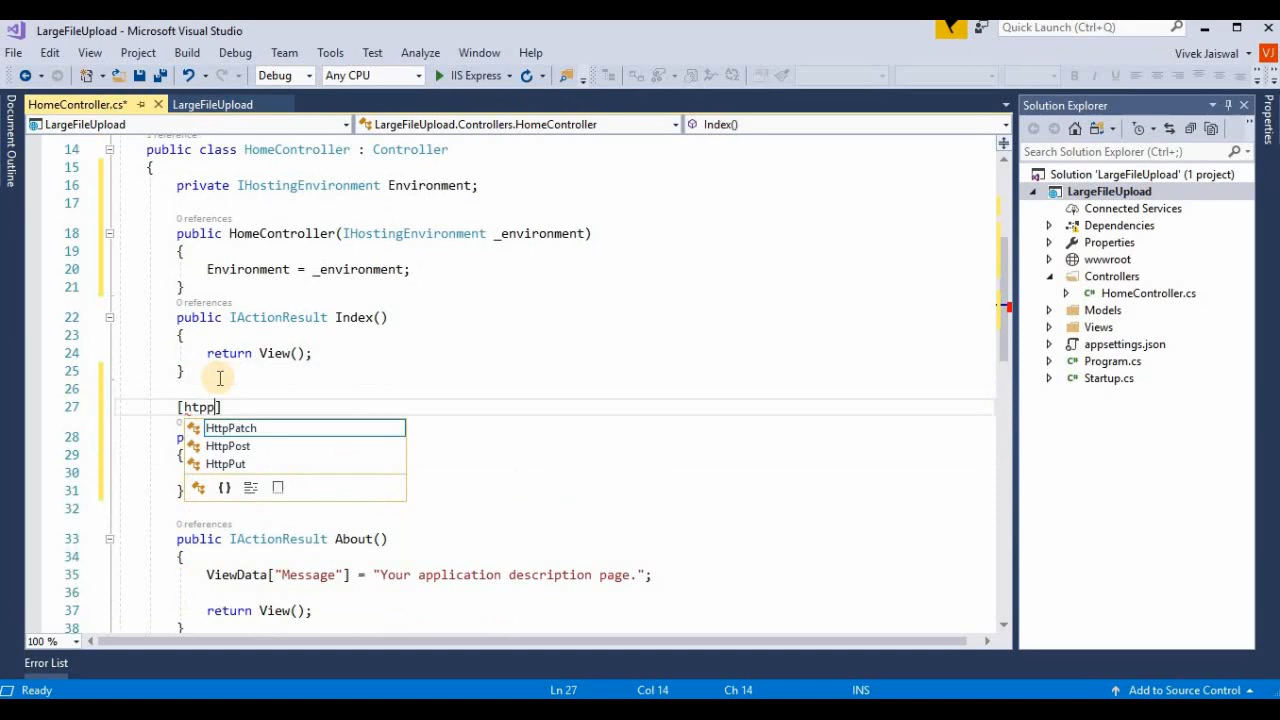 LargeFileUpload - Microsoft Visual Studio
Quick Launch (Ctrl+Q)
File Edit View Project Build Debug Team Tools Test Analyze Window Help
Vivek Jaiswal VJ
Debug Any CPU IIS Express
HomeController.cs* LargeFileUpload
LargeFileUpload LargeFileUpload.Controllers.HomeController Index()
Document Outline
14 public class HomeController : Controller
15 {
16 private IHostingEnvironment Environment;
17
0 references
18 public HomeController(IHostingEnvironment _environment)
19 {
20 Environment = _environment;
21 }
0 references
22 public IActionResult Index()
23 {
24 return View();
25 }
26
27 [htpp]
HttpPatch
HttpPost
HttpPut
28 p
29 {
30
31 }
32
0 references
33 public IActionResult About()
34 {
35 ViewData["Message"] = "Your application description page.";
36
37 return View();
38 }
100 %
Solution Explorer
Search Solution Explorer (Ctrl+;)
Solution 'LargeFileUpload' (1 project)
LargeFileUpload
Connected Services
Dependencies
Properties
wwwroot
Controllers
HomeController.cs
Models
Views
appsettings.json
Program.cs
Startup.cs
Properties
Error List
Ready Ln 27 Col 14 Ch 14 INS Add to Source Control